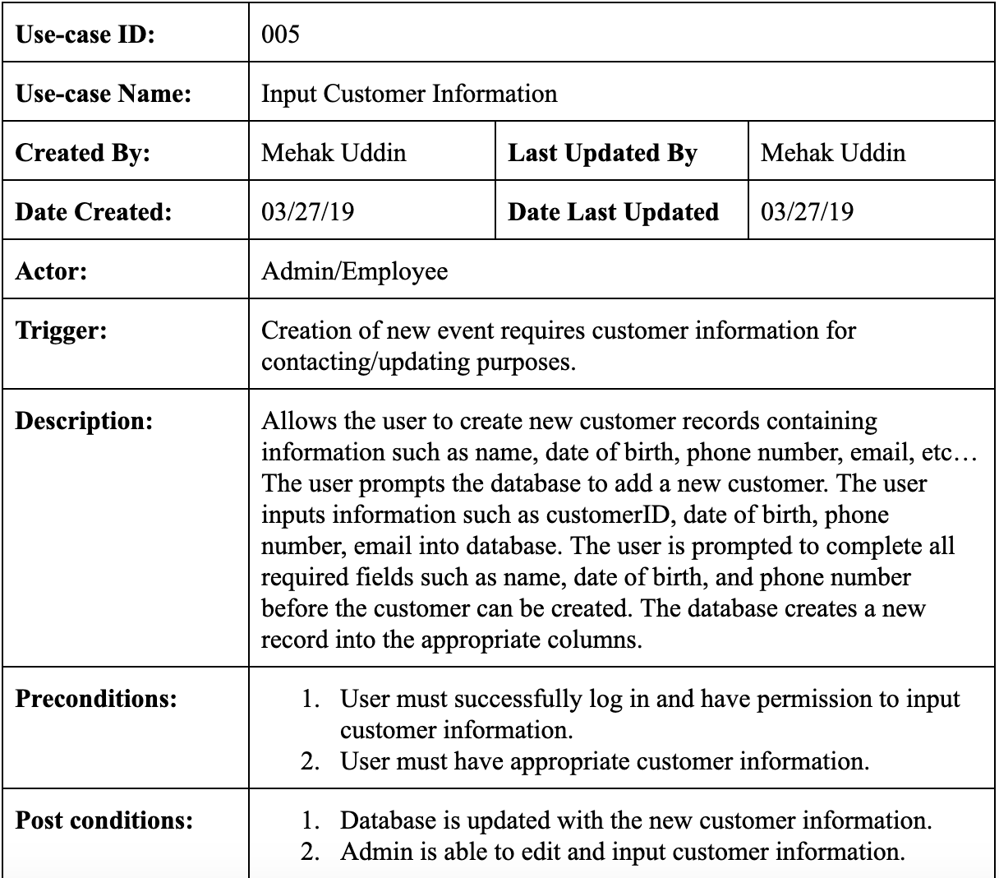 Use-case ID: 005
Use-case Name: Input Customer Information
Created By: Mehak Uddin Last Updated By Mehak Uddin
Date Created: 03/27/19 Date Last Updated 03/27/19
Actor: Admin/Employee
Trigger: Creation of new event requires customer information for
contacting/updating purposes.
Description: Allows the user to create new customer records containing
information such as name, date of birth, phone number, email, etc…
The user prompts the database to add a new customer. The user
inputs information such as customerID, date of birth, phone
number, email into database. The user is prompted to complete all
required fields such as name, date of birth, and phone number
before the customer can be created. The database creates a new
record into the appropriate columns.
Preconditions: 1. User must successfully log in and have permission to input
customer information.
2. User must have appropriate customer information.
Post conditions: 1. Database is updated with the new customer information.
2. Admin is able to edit and input customer information.